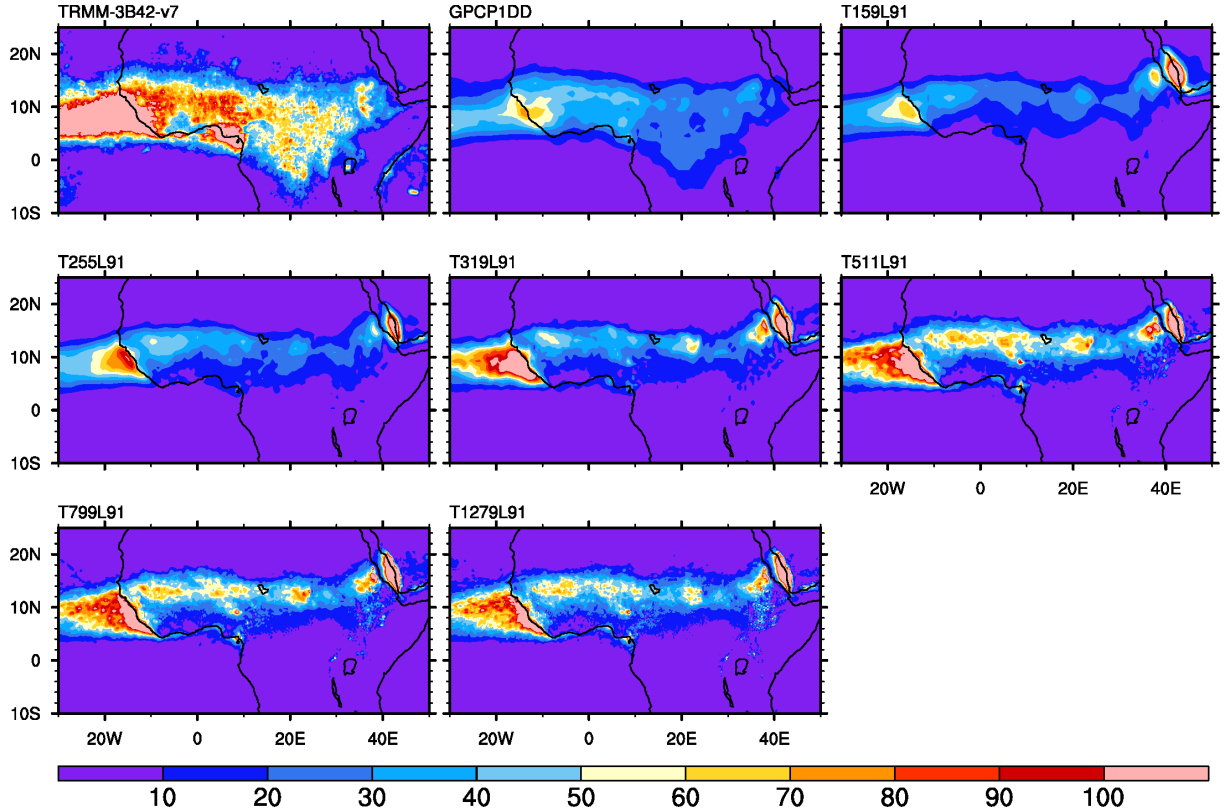 TRMM-3B42-v7 GPCP1DD T159L91
20N
10N
0
10S
T255L91 T319L91 T511L91
20N
10N
0
10S
20W 0 20E 40E
T799L91 T1279L91
20N
10N
0
10S
20W 0 20E 40E 20W 0 20E 40E
10 20 30 40 50 60 70 80 90 100